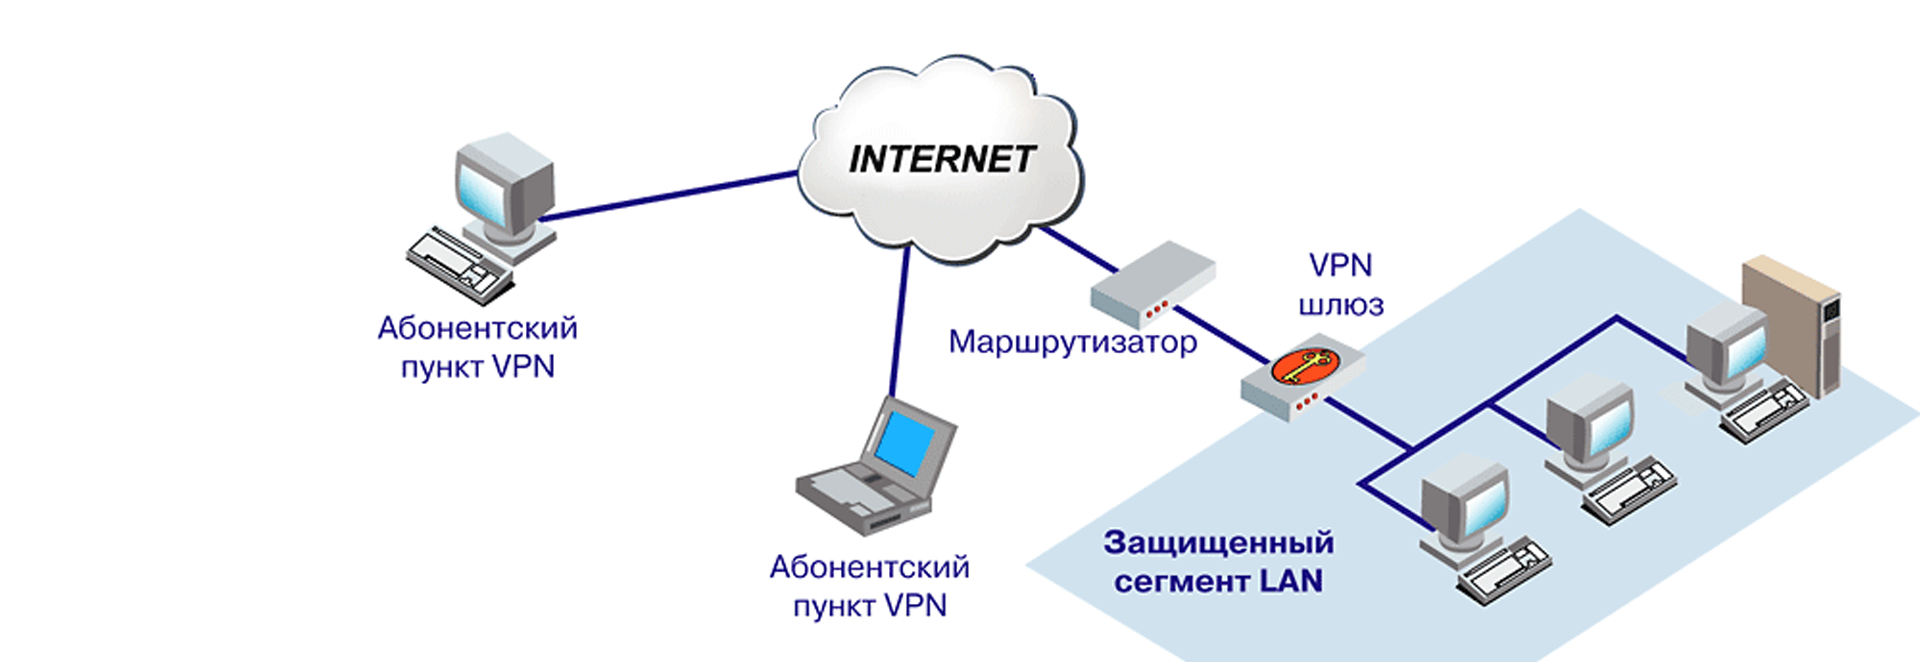 INTERNET
Абонентский
пункт VPN
Маршрутизатор
VPN
шлюз
Абонентский
пункт VPN
Защищенный
сегмент LAN